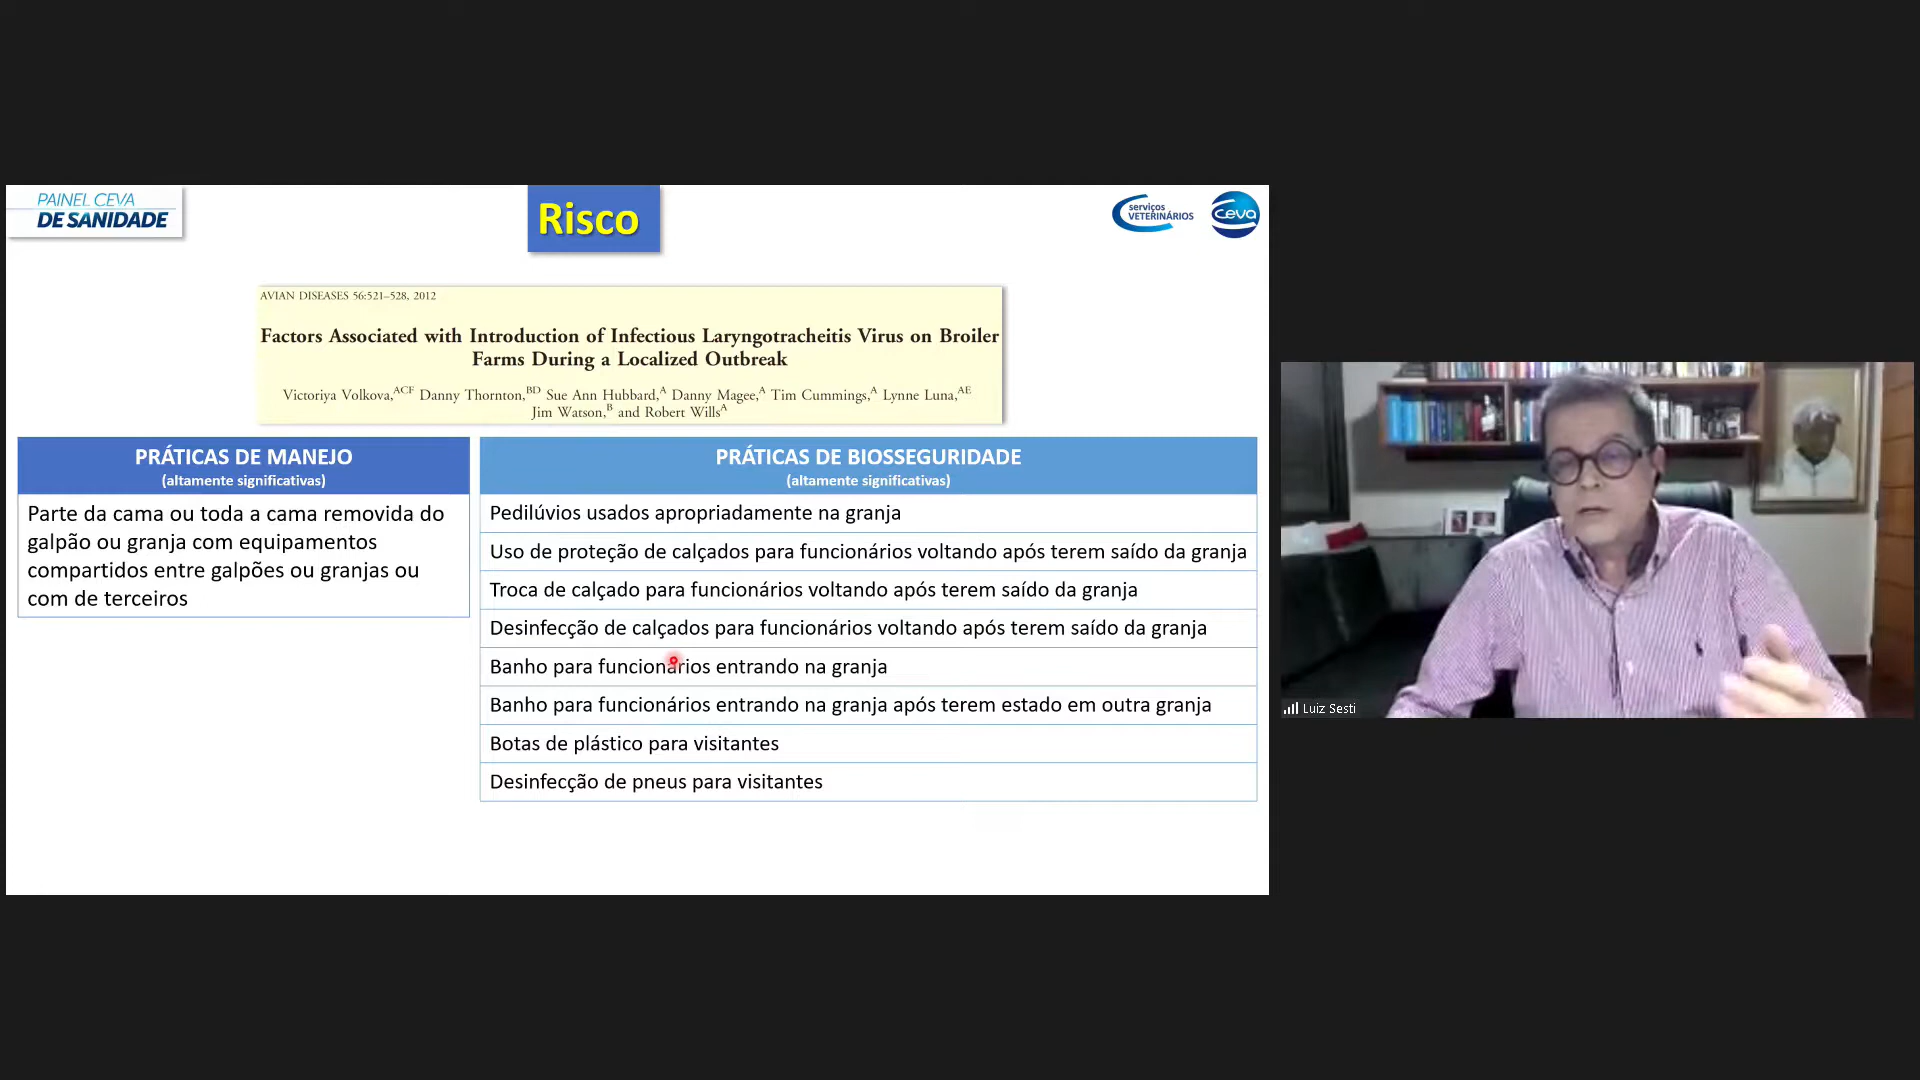 PAINEL CEVA
DE SANIDADE
Risco
serviços
VETERINÁRIOS
Ceva
AVIAN DISEASES 56:521–528, 2012
Factors Associated with Introduction of Infectious Laryngotracheitis Virus on Broiler
Farms During a Localized Outbreak
Victoriya Volkova,ACF Danny Thornton,BD Sue Ann Hubbard,A Danny Magee,A Tim Cummings,A Lynne Luna,AE
Jim Watson,B and Robert WillsA
PRÁTICAS DE MANEJO
(altamente significativas)
Parte da cama ou toda a cama removida do
galpão ou granja com equipamentos
compartidos entre galpões ou granjas ou
com de terceiros
PRÁTICAS DE BIOSSEGURIDADE
(altamente significativas)
Pedilúvios usados apropriadamente na granja
Uso de proteção de calçados para funcionários voltando após terem saído da granja
Troca de calçado para funcionários voltando após terem saído da granja
Desinfecção de calçados para funcionários voltando após terem saído da granja
Banho para funcionários entrando na granja
Banho para funcionários entrando na granja após terem estado em outra granja
Botas de plástico para visitantes
Desinfecção de pneus para visitantes
Luiz Sesti